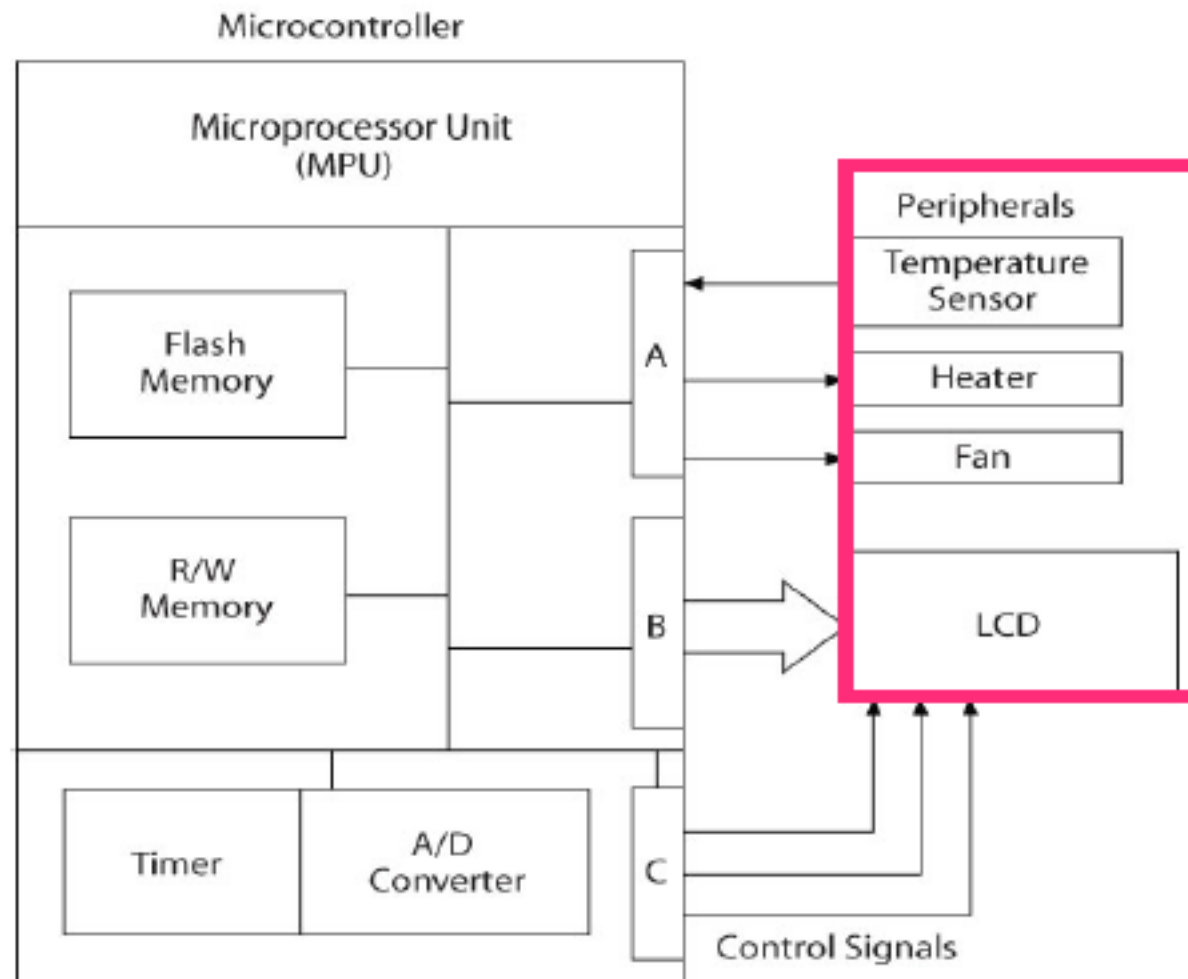 Microcontroller
Microprocessor Unit
(MPU)
Peripherals
Temperature
Sensor
Flash
Memory
A
Heater
Fan
R/W
Memory
B
LCD
Timer
A/D
Converter
C
Control Signals